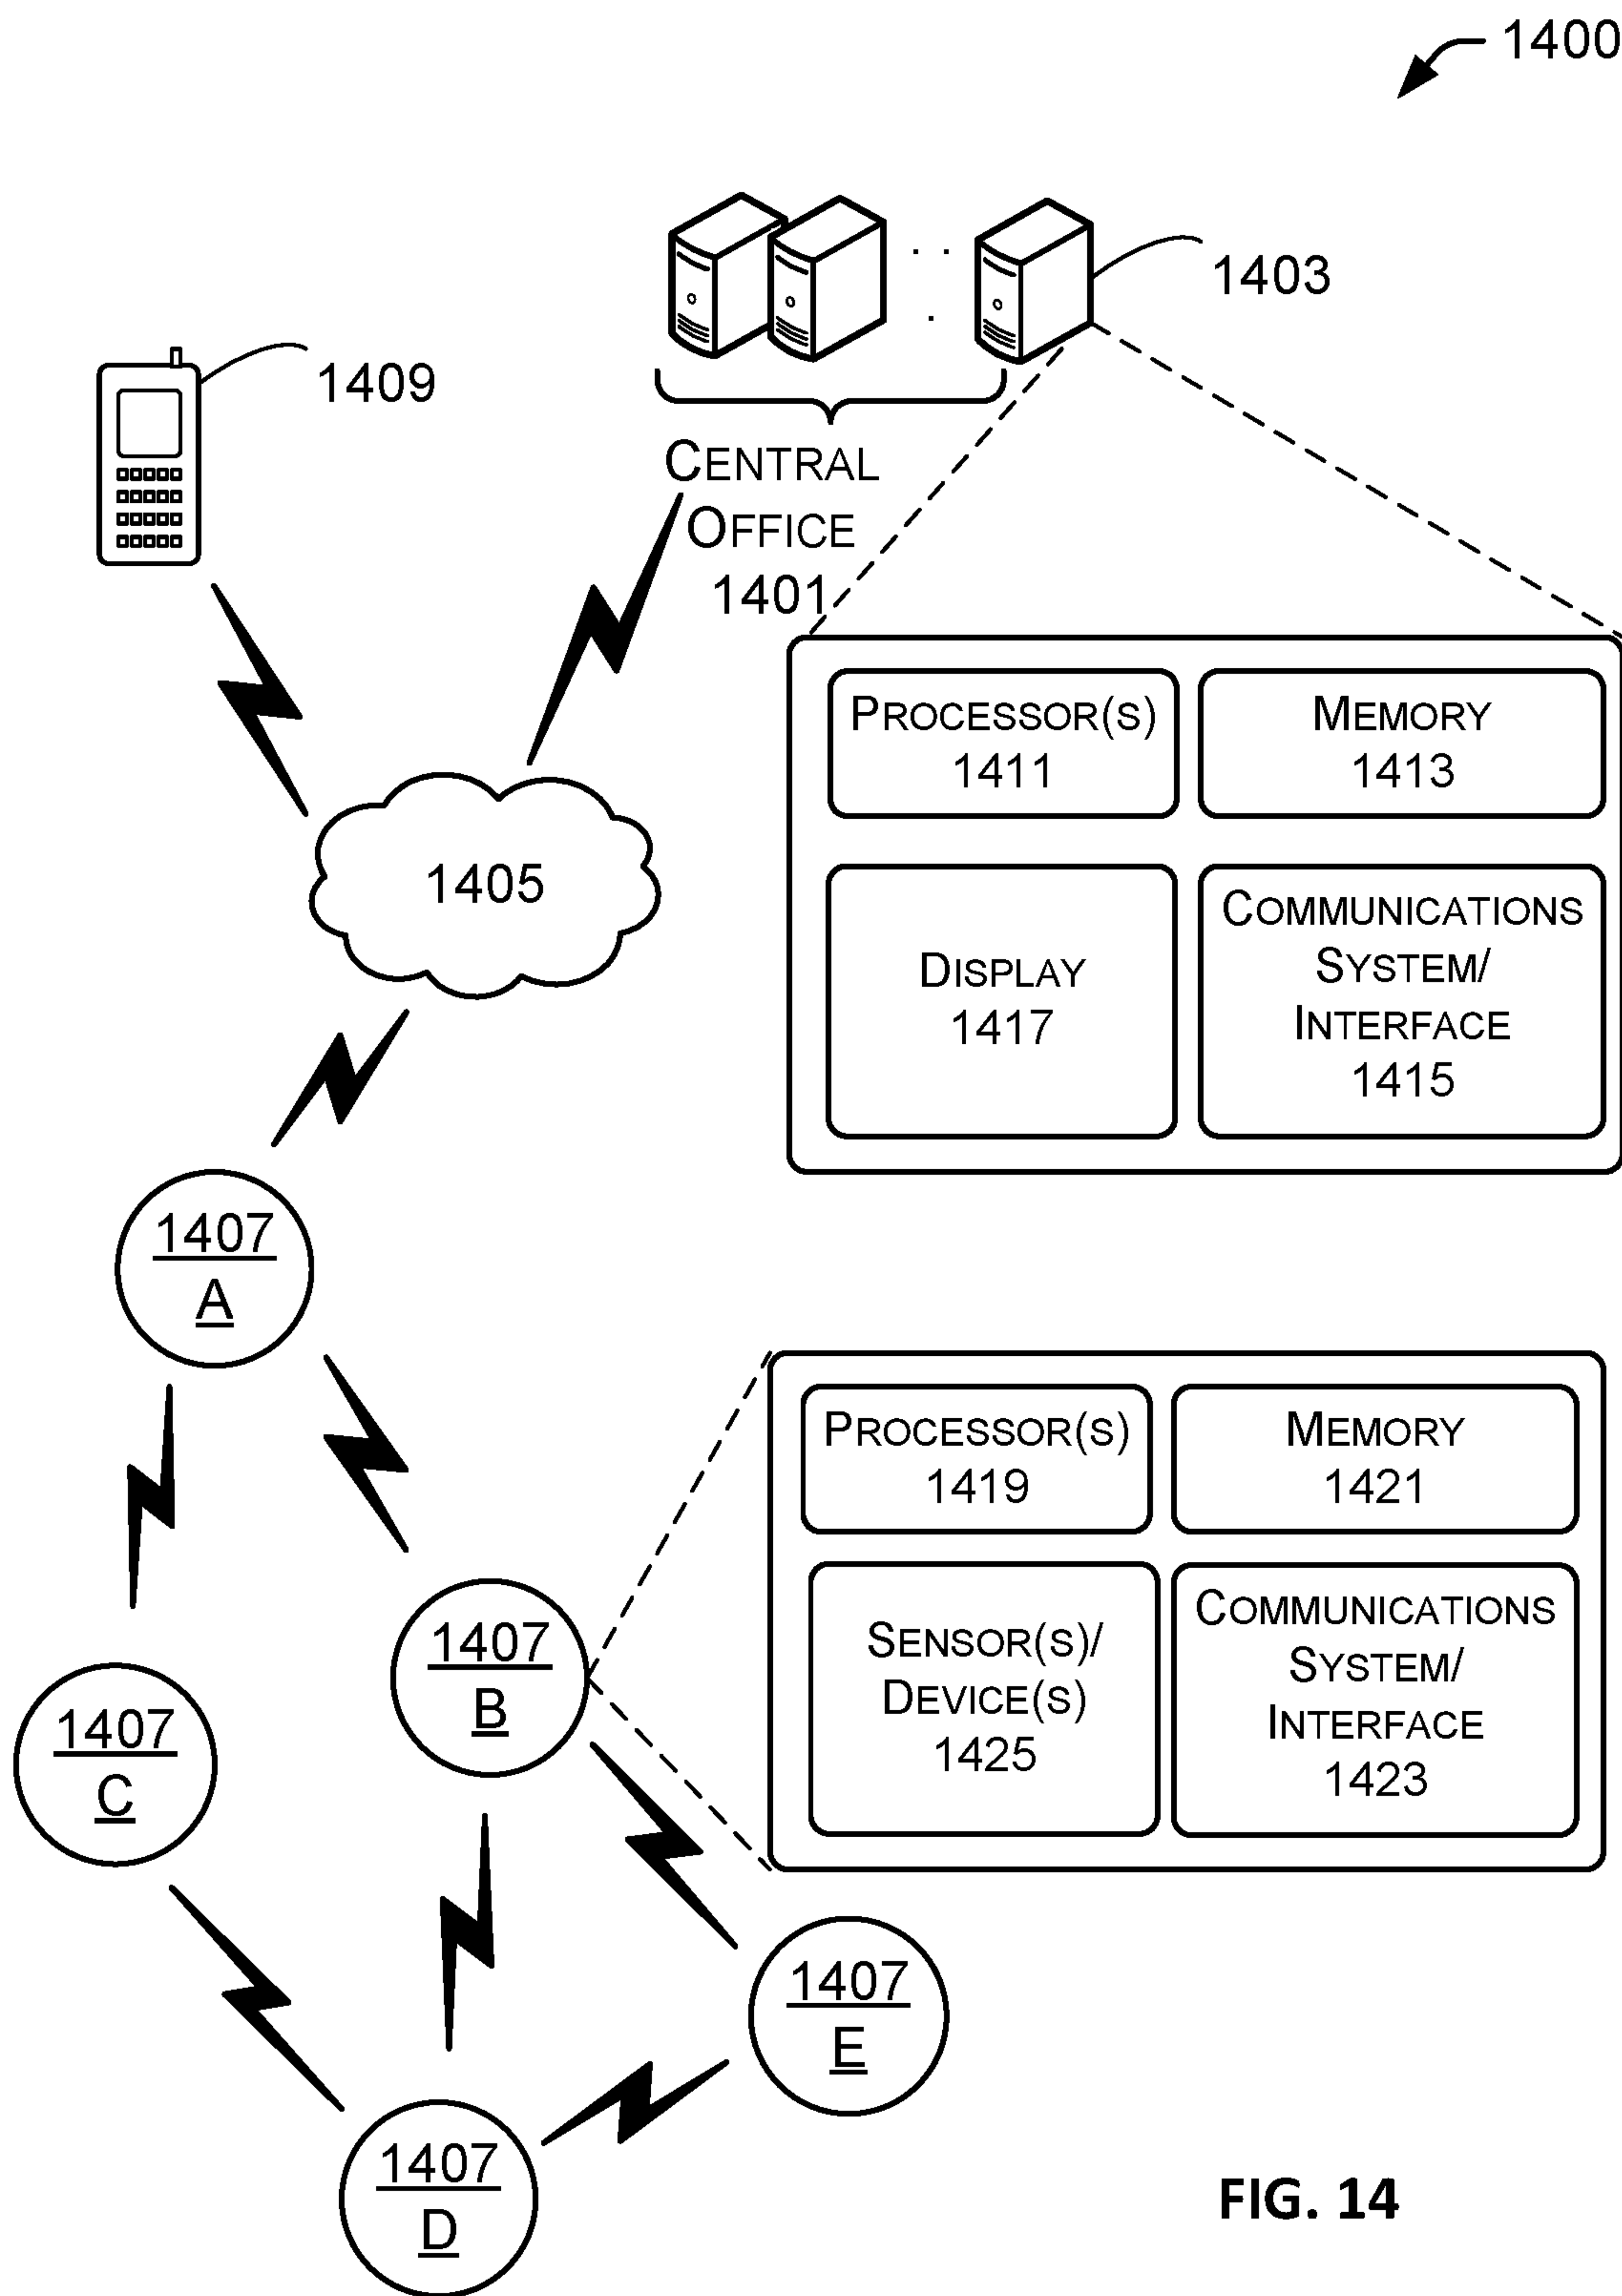 1400
1403
1409
CENTRAL
OFFICE
1401
PROCESSOR(S)
1411
MEMORY
1413
1405
DISPLAY
1417
COMMUNICATIONS
SYSTEM/
INTERFACE
1415
1407
A
PROCESSOR(S)
1419
MEMORY
1421
1407
B
SENSOR(S)/
DEVICE(S)
1425
COMMUNICATIONS
SYSTEM/
INTERFACE
1423
1407
C
1407
E
1407
D
FIG. 14